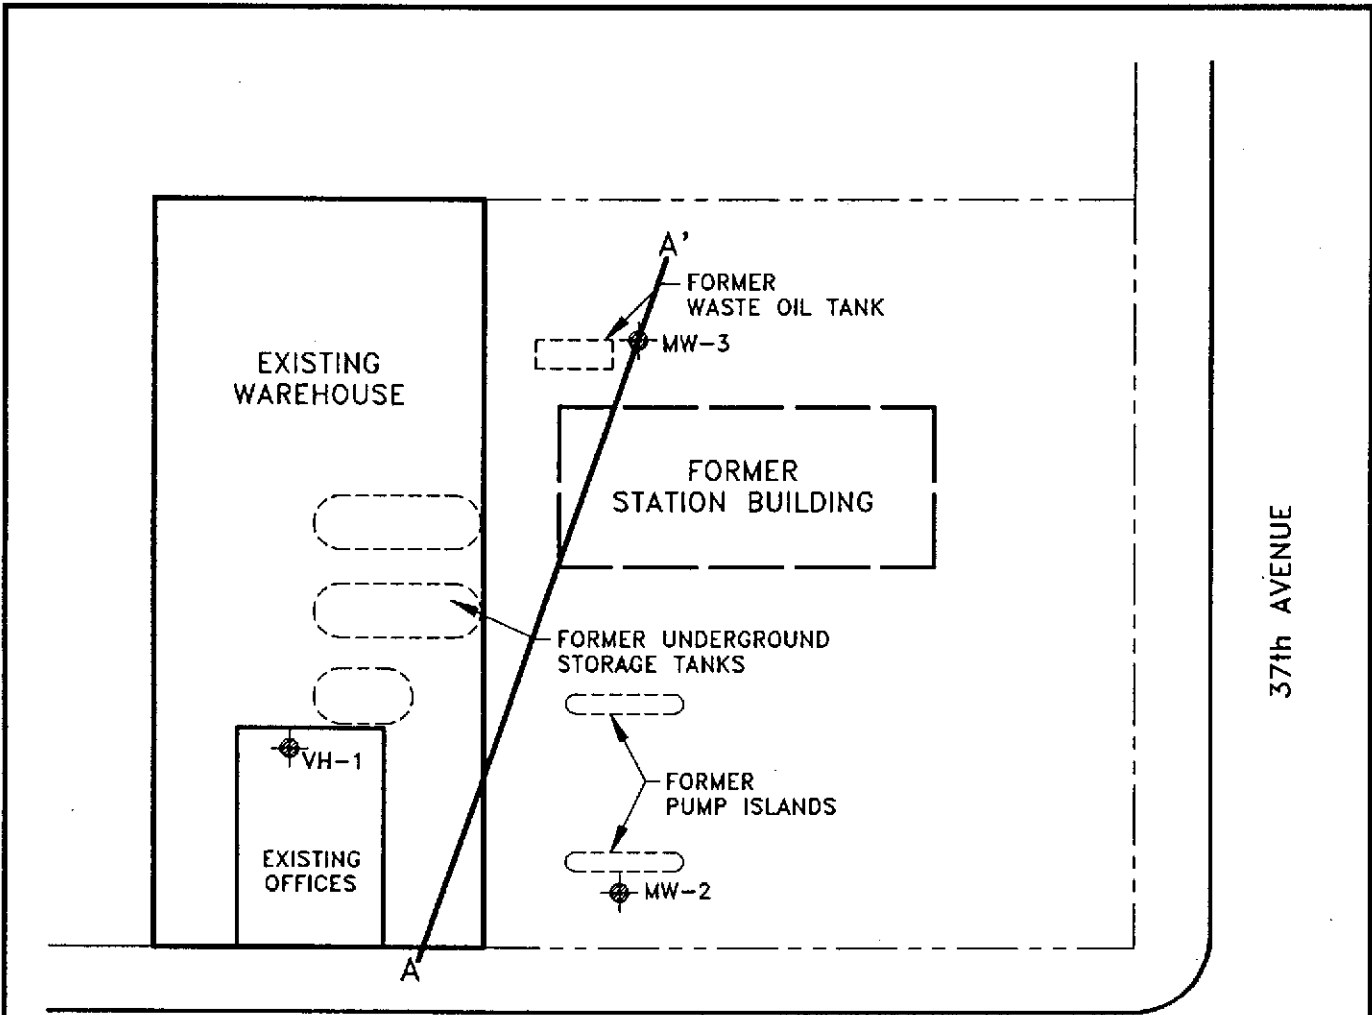 A'
FORMER
WASTE OIL TANK
MW-3
EXISTING
WAREHOUSE
FORMER
STATION BUILDING
37th AVENUE
FORMER UNDERGROUND
STORAGE TANKS
VH-1
FORMER
PUMP ISLANDS
EXISTING
OFFICES
MW-2
A